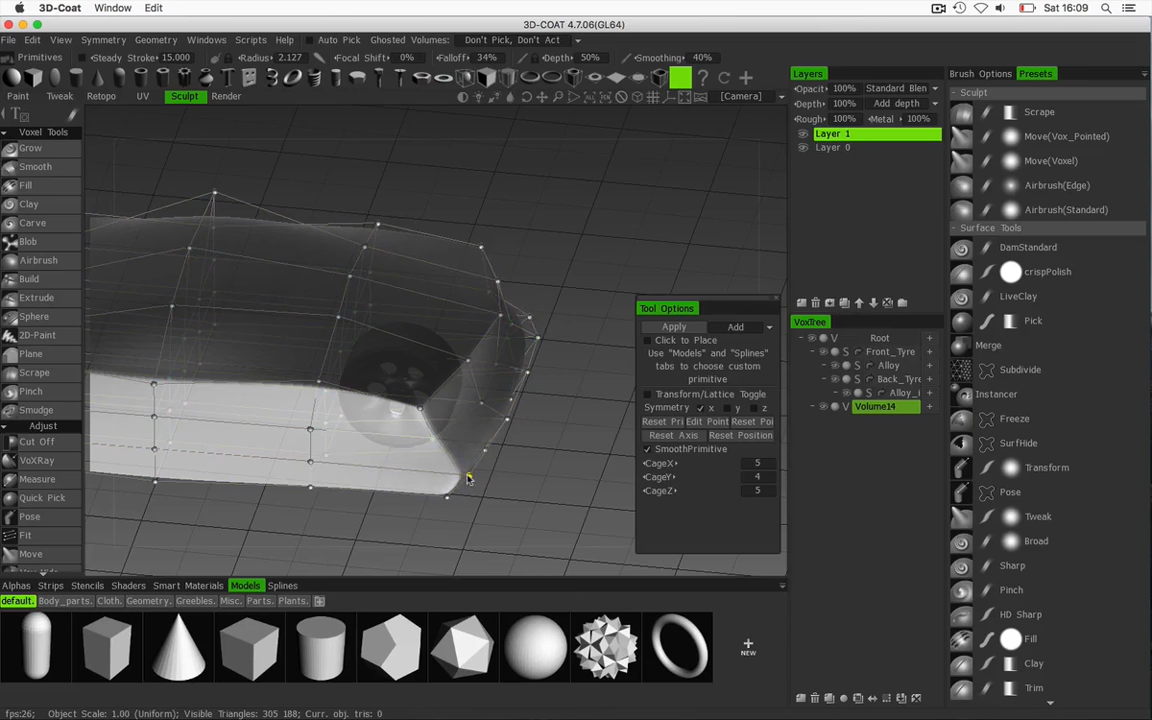 3D-Coat Window Edit Sat 16:09
3D-COAT 4.7.06(GL64)
File Edit View Symmetry Geometry Windows Scripts Help Auto Pick Ghosted Volumes: Don't Pick, Don't Act
Primitives Steady Stroke 15.000 Radius 2.127 Focal Shift 0% Falloff 34% Depth 50% Smoothing 40%
Paint Tweak Retopo UV Sculpt Render [Camera]
Voxel Tools
Grow
Smooth
Fill
Clay
Carve
Blob
Airbrush
Build
Extrude
Sphere
2D-Paint
Plane
Scrape
Pinch
Smudge
Adjust
Cut Off
VoXRay
Measure
Quick Pick
Pose
Fit
Move
Tool Options
Apply Add
Click to Place
Use "Models" and "Splines"
tabs to choose custom
primitive
Transform/Lattice Toggle
Symmetry x y z
Reset Pri Edit Point Reset Poi
Reset Axis Reset Position
SmoothPrimitive
CageX 5
CageY 4
CageZ 5
Layers
Opacit 100% Standard Blen
Depth 100% Add depth
Rough 100% Metal 100%
Layer 1
Layer 0
VoxTree
V Root
S Front_Tyre
S Alloy
S Back_Tyre
S Alloy_
V Volume14
Brush Options Presets
Sculpt
Scrape
Move(Vox_Pointed)
Move(Voxel)
Airbrush(Edge)
Airbrush(Standard)
Surface Tools
DamStandard
crispPolish
LiveClay
Pick
Merge
Subdivide
Instancer
Freeze
SurfHide
Transform
Pose
Tweak
Broad
Sharp
Pinch
HD Sharp
Fill
Clay
Trim
Alphas Strips Stencils Shaders Smart Materials Models Splines
default. Body_parts. Cloth. Geometry. Greebles. Misc. Parts. Plants.
NEW
fps:26; Object Scale: 1.00 (Uniform); Visible Triangles: 305 188; Curr. obj. tris: 0